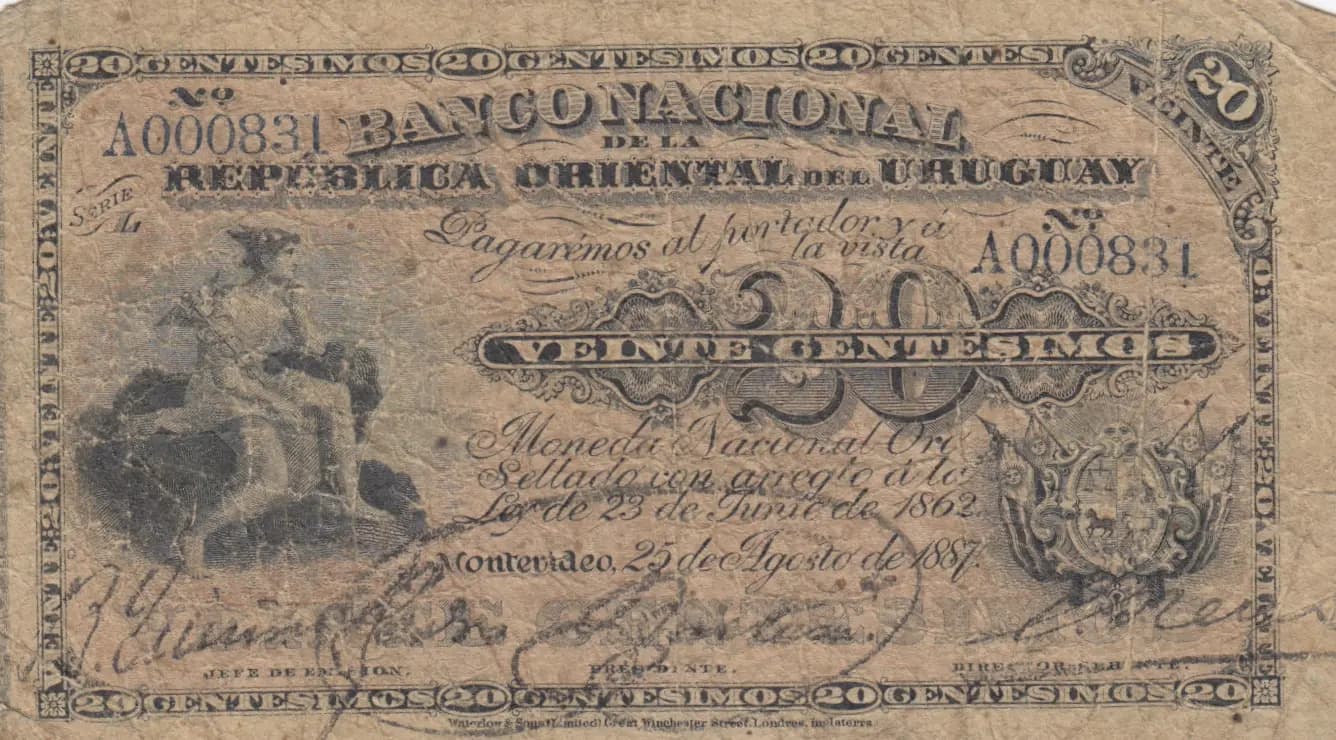 20 CENTESIMOS 20 CENTESIMOS 20 CENTESI
VEINTE 20
Nº
A000831
BANCO NACIONAL
DE LA
REPÚBLICA ORIENTAL DEL URUGUAY
SERIE
A
Pagarémos al portador y á
la vista
Nº
A000831
20
VEINTE CENTESIMOS
Moneda Nacional Oro
Sellado con arreglo á la
Ley de 23 de Junio de 1862.
Montevideo, 25 de Agosto de 1887.
JEFE DE EMISION.
PRESIDENTE.
DIRECTOR GERENTE.
20 CENTESIMOS 20 CENTESIMOS 20 CENTESIMOS 20
Waterlow & Sons Limited, Great Winchester Street, Londres, Inglaterra